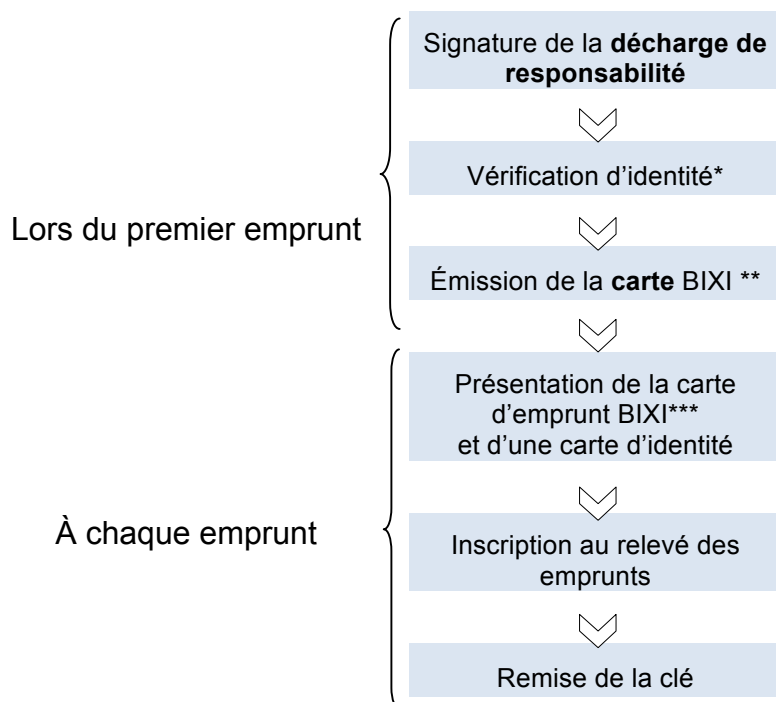 Signature de la décharge de
responsabilité
Vérification d'identité*
Lors du premier emprunt
Émission de la carte BIXI **
Présentation de la carte
d'emprunt BIXI***
et d'une carte d'identité
À chaque emprunt
Inscription au relevé des
emprunts
Remise de la clé